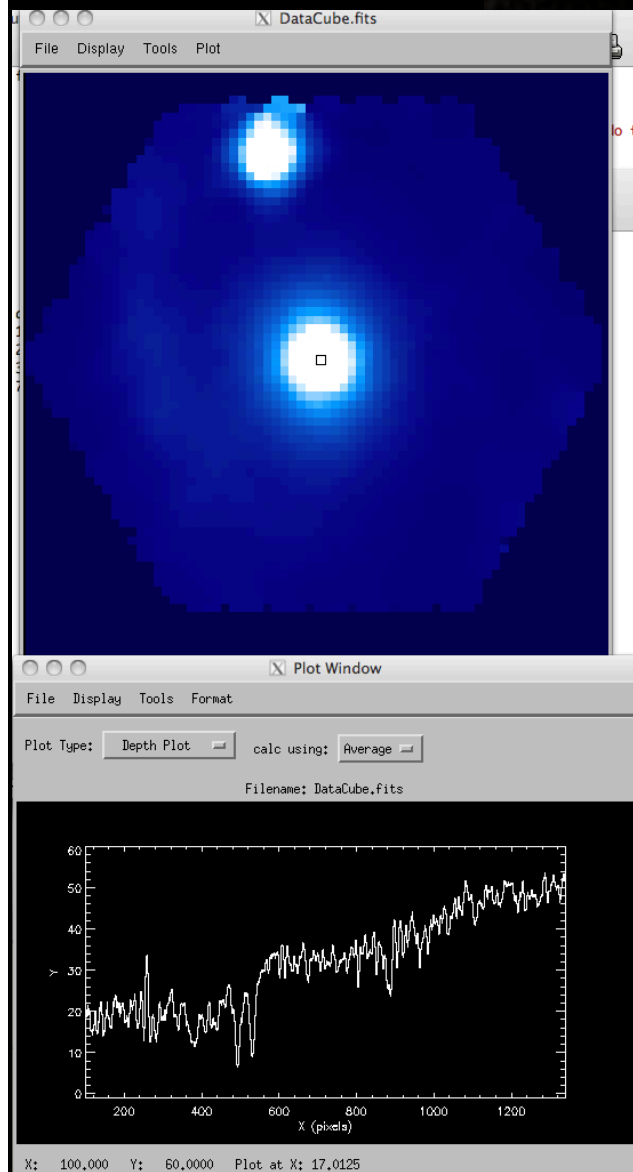 DataCube.fits
File Display Tools Plot
Plot Window
File Display Tools Format
Plot Type: Depth Plot calc using: Average
Filename: DataCube.fits
60
50
40
30
20
10
0
Y
200 400 600 800 1000 1200
X (pixels)
X: 100.000 Y: 60.0000 Plot at X: 17.0125